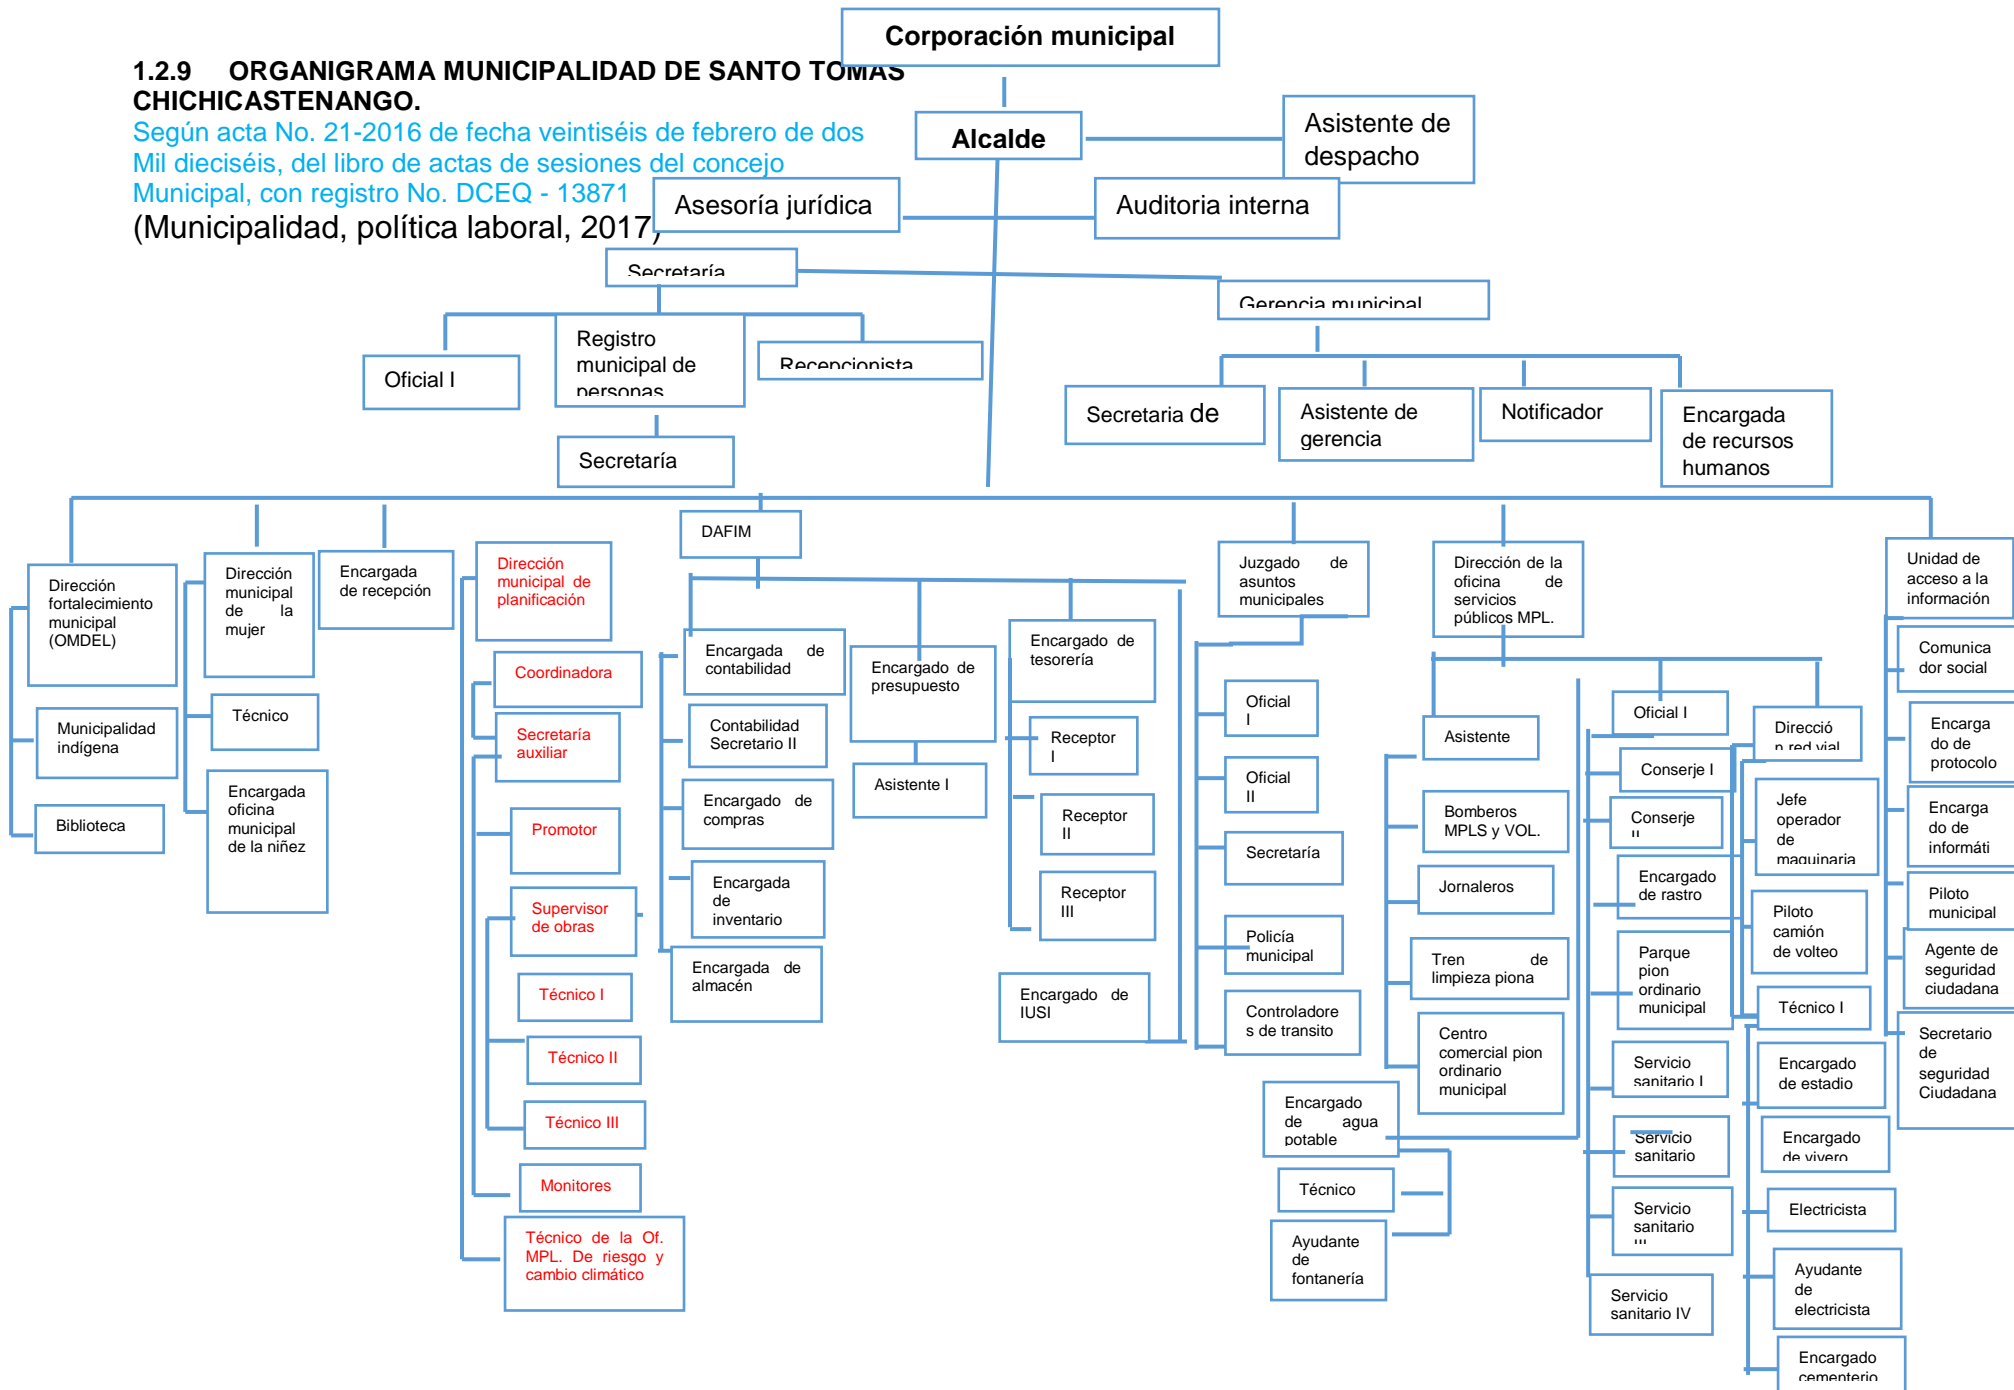 Corporación municipal
1.2.9 ORGANIGRAMA MUNICIPALIDAD DE SANTO TOMAS
CHICHICASTENANGO.
Según acta No. 21-2016 de fecha veintiséis de febrero de dos
Mil dieciséis, del libro de actas de sesiones del concejo
Municipal, con registro No. DCEQ - 13871
(Municipalidad, política laboral, 2017)
Alcalde
Asistente de
despacho
Asesoría jurídica
Auditoria interna
Secretaría
Gerencia municipal
Oficial I
Registro
municipal de
personas
Recepcionista
Secretaría
Secretaria de
Asistente de
gerencia
Notificador
Encargada
de recursos
humanos
Dirección
fortalecimiento
municipal
(OMDEL)
Municipalidad
indígena
Biblioteca
Dirección
municipal
de la
mujer
Técnico
Encargada
oficina
municipal
de la niñez
Encargada
de recepción
Dirección
municipal de
planificación
Coordinadora
Secretaría
auxiliar
Promotor
Supervisor
de obras
Técnico I
Técnico II
Técnico III
Monitores
Técnico de la Of.
MPL. De riesgo y
cambio climático
DAFIM
Encargada de
contabilidad
Contabilidad
Secretario II
Encargado de
compras
Encargada
de
inventario
Encargada de
almacén
Encargado de
presupuesto
Asistente I
Encargado de
tesorería
Receptor
I
Receptor
II
Receptor
III
Encargado de
IUSI
Juzgado de
asuntos
municipales
Oficial
I
Oficial
II
Secretaría
Policía
municipal
Controladore
s de transito
Dirección de la
oficina de
servicios
públicos MPL.
Asistente
Bomberos
MPLS y VOL.
Jornaleros
Tren de
limpieza piona
Centro
comercial pion
ordinario
municipal
Encargado
de agua
potable
Técnico
Ayudante
de
fontanería
Oficial I
Conserje I
Conserje
II
Encargado
de rastro
Parque
pion
ordinario
municipal
Servicio
sanitario I
Servicio
sanitario
Servicio
sanitario
III
Servicio
sanitario IV
Direcció
n red vial
Jefe
operador
de
maquinaria
Piloto
camión
de volteo
Técnico I
Encargado
de estadio
Encargado
de vivero
Electricista
Ayudante
de
electricista
Encargado
cementerio
Unidad de
acceso a la
información
Comunica
dor social
Encarga
do de
protocolo
Encarga
do de
informáti
Piloto
municipal
Agente de
seguridad
ciudadana
Secretario
de
seguridad
Ciudadana